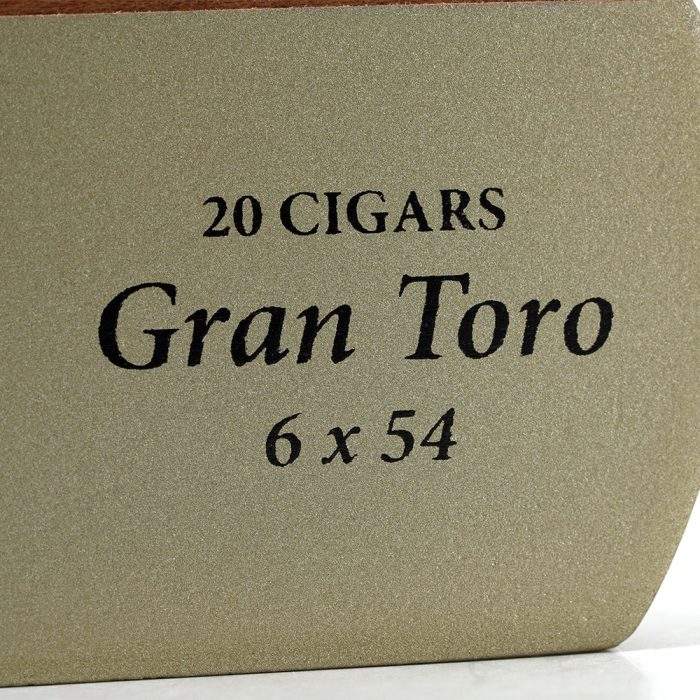 20 CIGARS
Gran Toro
6 x 54